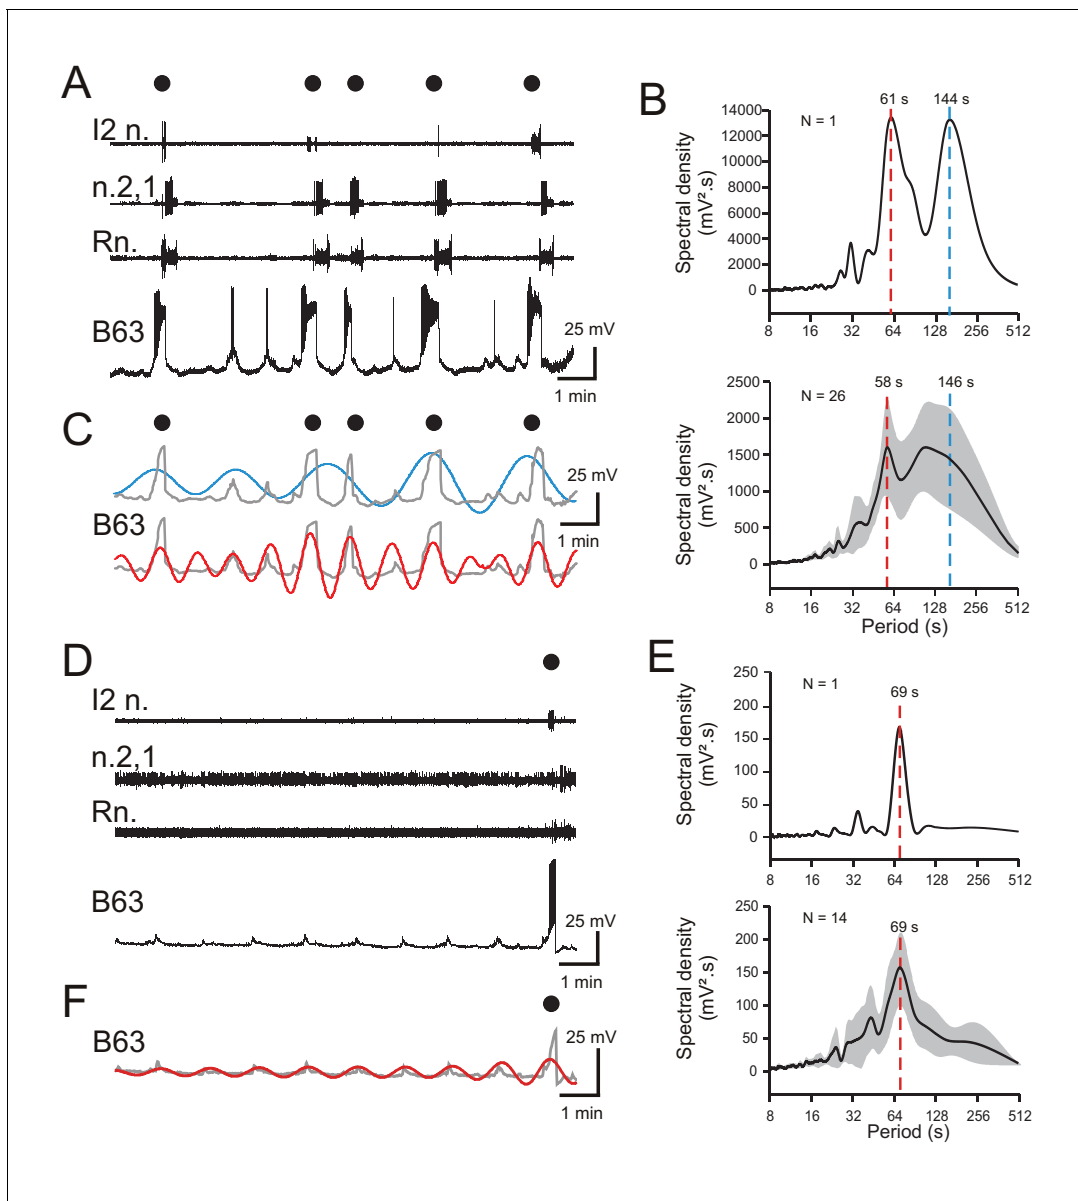 A
I2 n.
n.2,1
Rn.
B63
25 mV
1 min
B
N = 1
61 s
144 s
Spectral density
(mV².s)
14000
12000
10000
8000
6000
4000
2000
0
8 16 32 64 128 256 512
N = 26
58 s
146 s
Spectral density
(mV².s)
2500
2000
1500
1000
500
0
8 16 32 64 128 256 512
Period (s)
C
25 mV
1 min
B63
D
I2 n.
n.2,1
Rn.
B63
25 mV
1 min
E
N = 1
69 s
Spectral density
(mV².s)
250
200
150
100
50
0
8 16 32 64 128 256 512
N = 14
69 s
Spectral density
(mV².s)
250
200
150
100
50
0
8 16 32 64 128 256 512
Period (s)
F
B63
25 mV
1 min